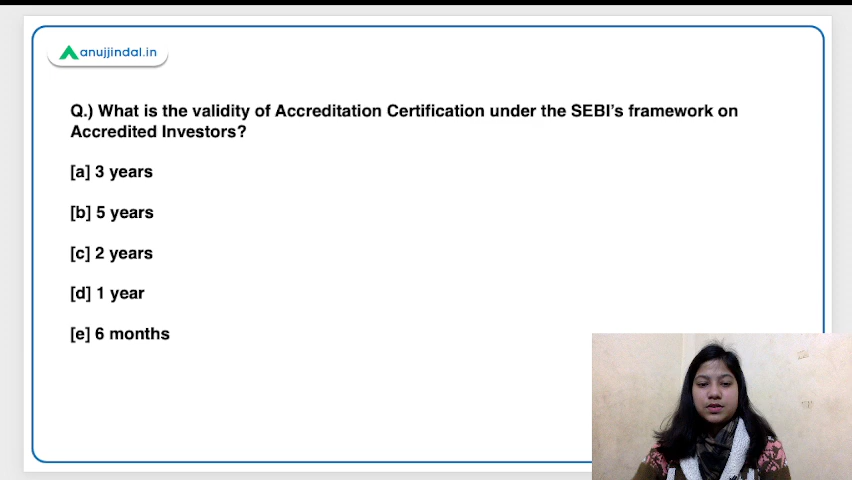 anujjindal.in
Q.) What is the validity of Accreditation Certification under the SEBI's framework on
Accredited Investors?
[a] 3 years
[b] 5 years
[c] 2 years
[d] 1 year
[e] 6 months